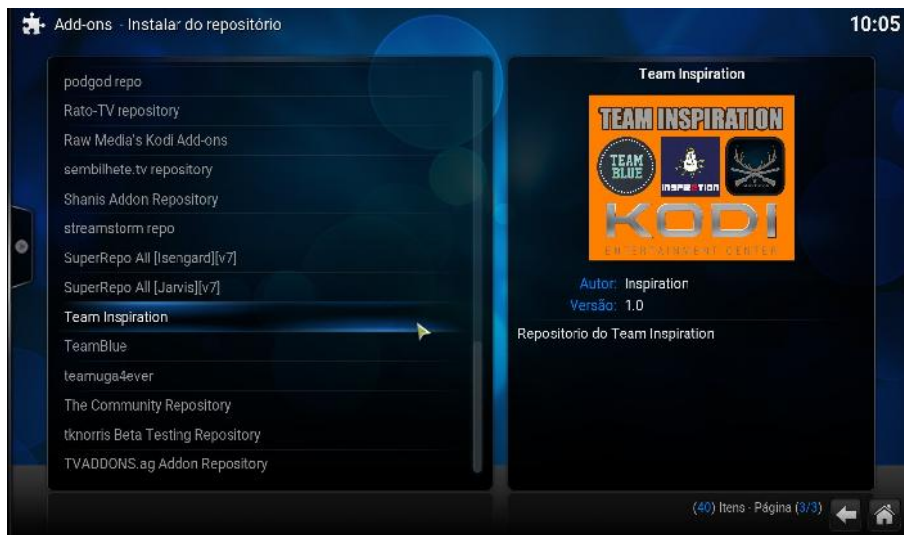 Add-ons - Instalar do repositório
10:05
podgod repo
Rato-TV repository
Raw Media's Kodi Add-ons
sembilhete.tv repository
Shanis Addon Repository
streamstorm repo
SuperRepo All [Isengard][v7]
SuperRepo All [Jarvis][v7]
Team Inspiration
TeamBlue
teamuga4ever
The Community Repository
tknorris Beta Testing Repository
TVADDONS.ag Addon Repository
Team Inspiration
TEAM INSPIRATION
TEAM
BLUE
KODI
ENTERTAINMENT CENTER
Autor: Inspiration
Versão: 1.0
Repositorio do Team Inspiration
(40) Itens - Página (3/3)